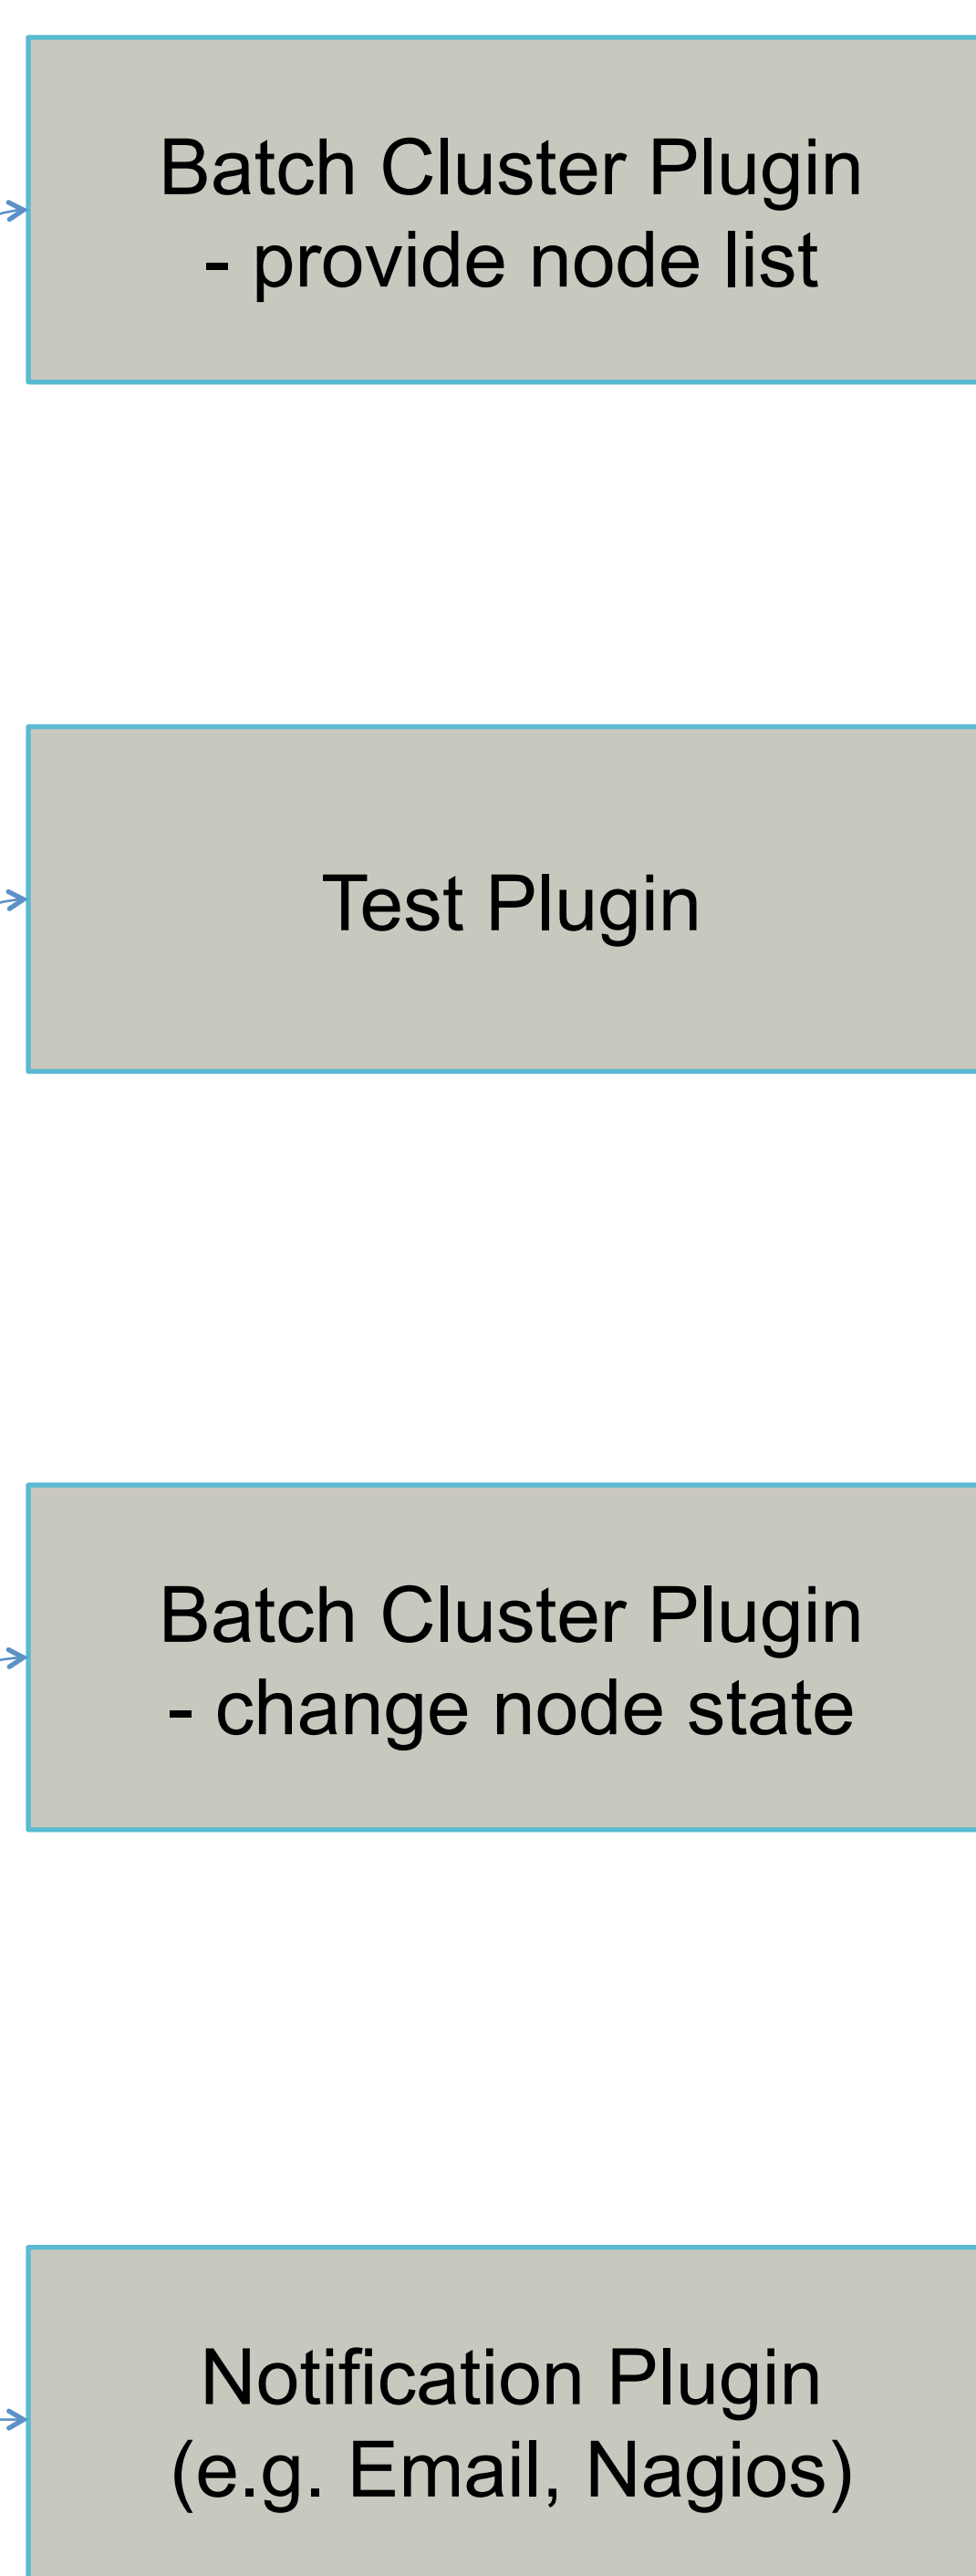 Batch Cluster Plugin
- provide node list
Test Plugin
Batch Cluster Plugin
- change node state
Notification Plugin
(e.g. Email, Nagios)